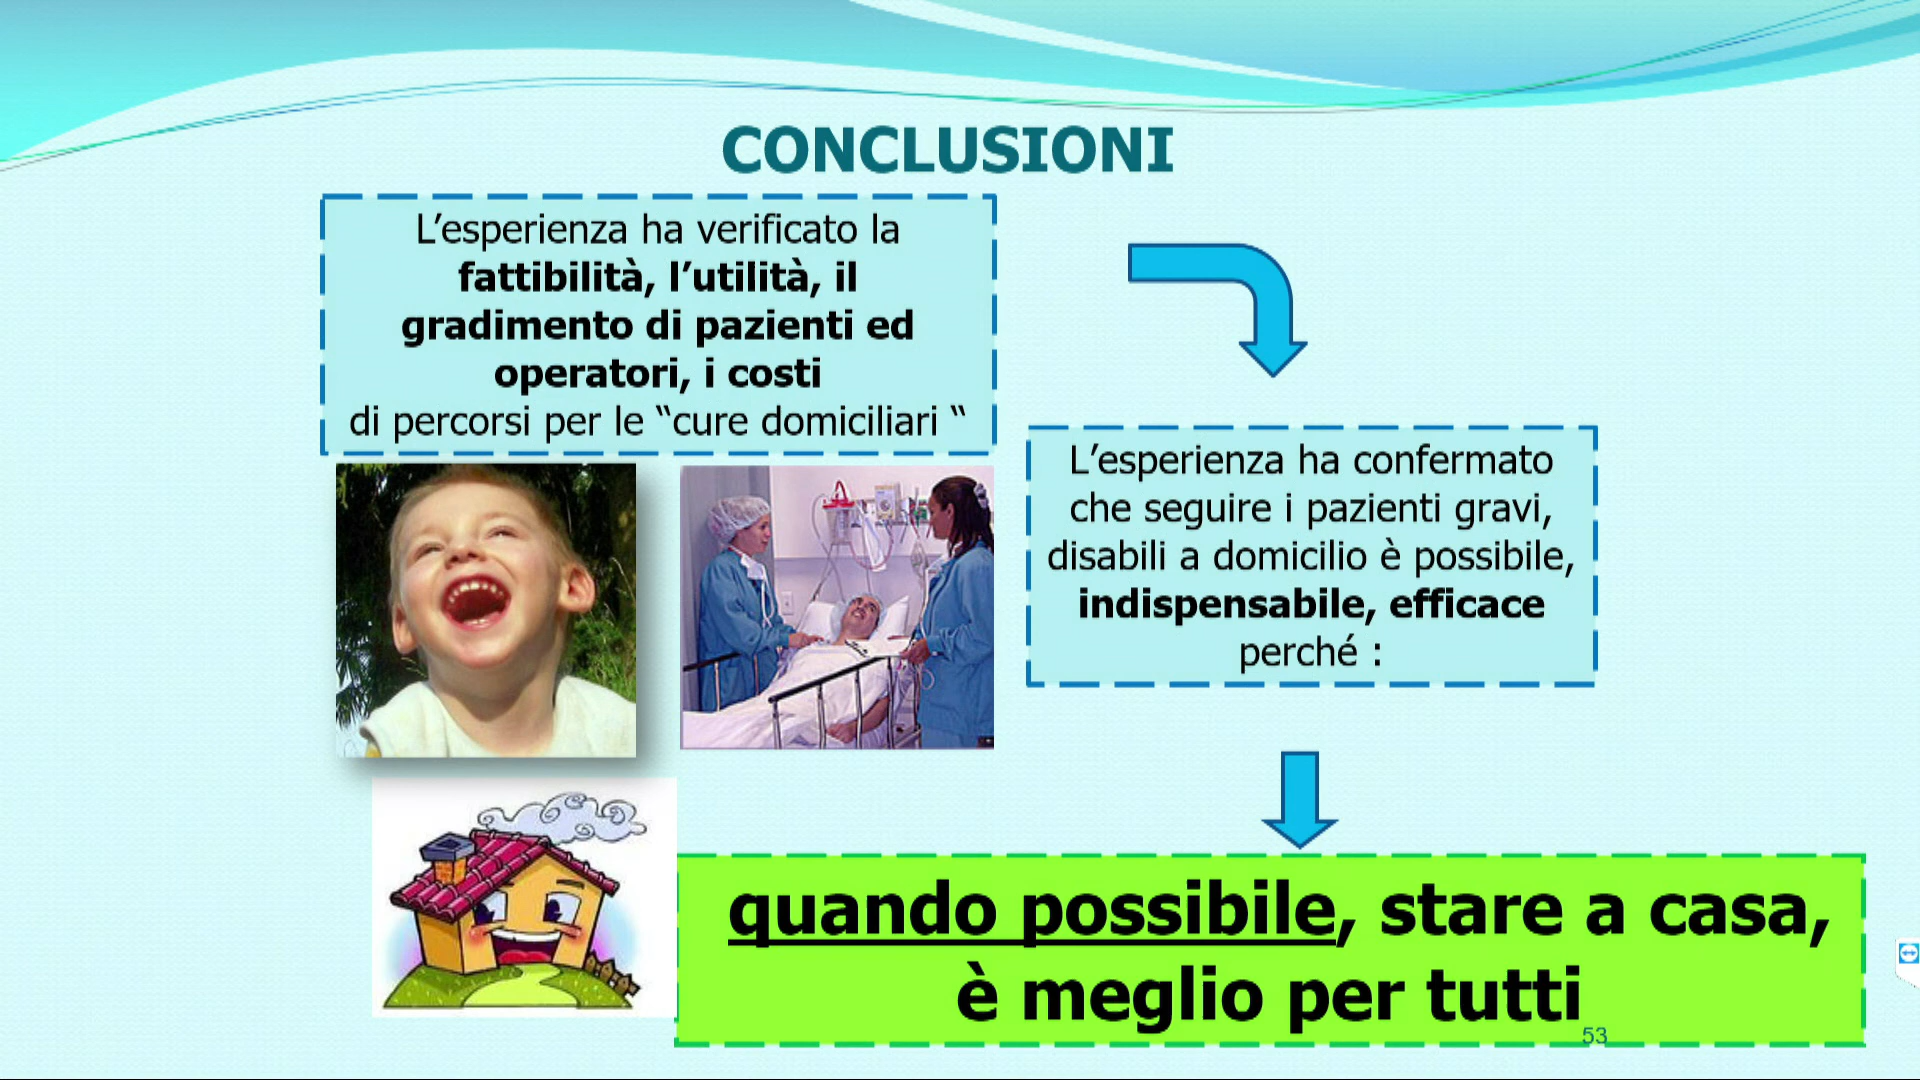 CONCLUSIONI
L’esperienza ha verificato la
fattibilità, l’utilità, il
gradimento di pazienti ed
operatori, i costi
di percorsi per le “cure domiciliari “
L’esperienza ha confermato
che seguire i pazienti gravi,
disabili a domicilio è possibile,
indispensabile, efficace
perché :
quando possibile, stare a casa,
è meglio per tutti
53